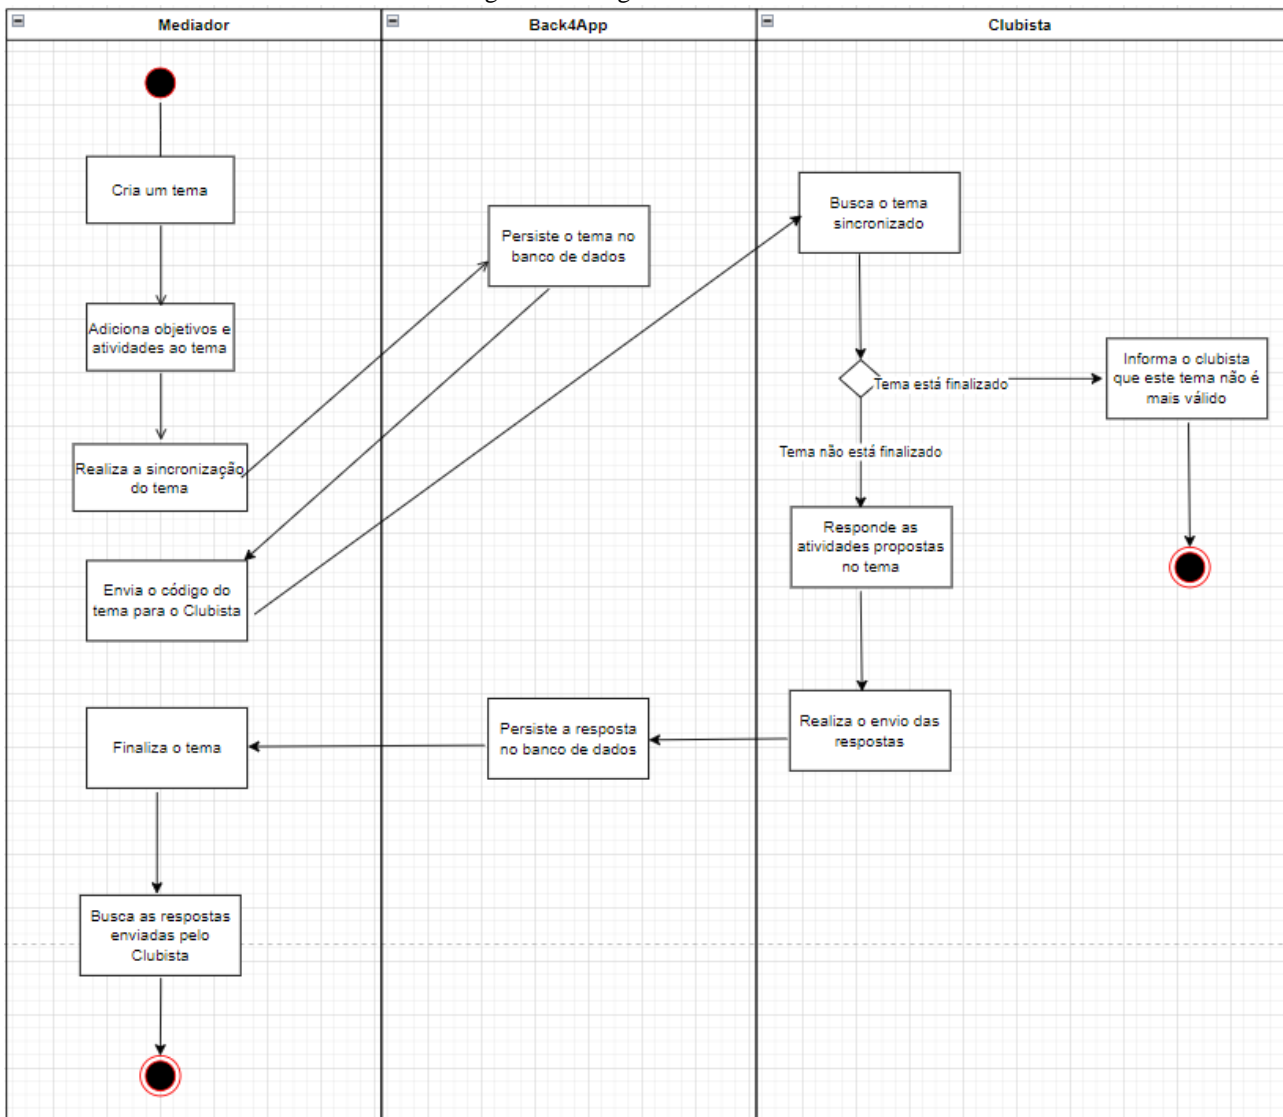 Mediador
Back4App
Clubista
Cria um tema
Adiciona objetivos e
atividades ao tema
Realiza a sincronização
do tema
Envia o código do
tema para o Clubista
Finaliza o tema
Busca as respostas
enviadas pelo
Clubista
Persiste o tema no
banco de dados
Persiste a resposta
no banco de dados
Busca o tema
sincronizado
Tema está finalizado
Informa o clubista
que este tema não é
mais válido
Tema não está finalizado
Responde as
atividades propostas
no tema
Realiza o envio das
respostas